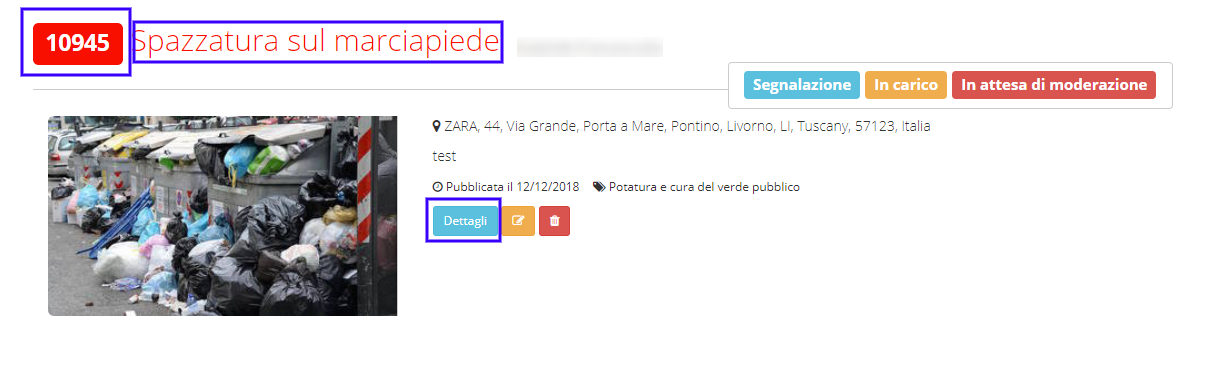 10945 Spazzatura sul marciapiede
Segnalazione In carico In attesa di moderazione
ZARA, 44, Via Grande, Porta a Mare, Pontino, Livorno, LI, Tuscany, 57123, Italia
test
Pubblicata il 12/12/2018 Potatura e cura del verde pubblico
Dettagli